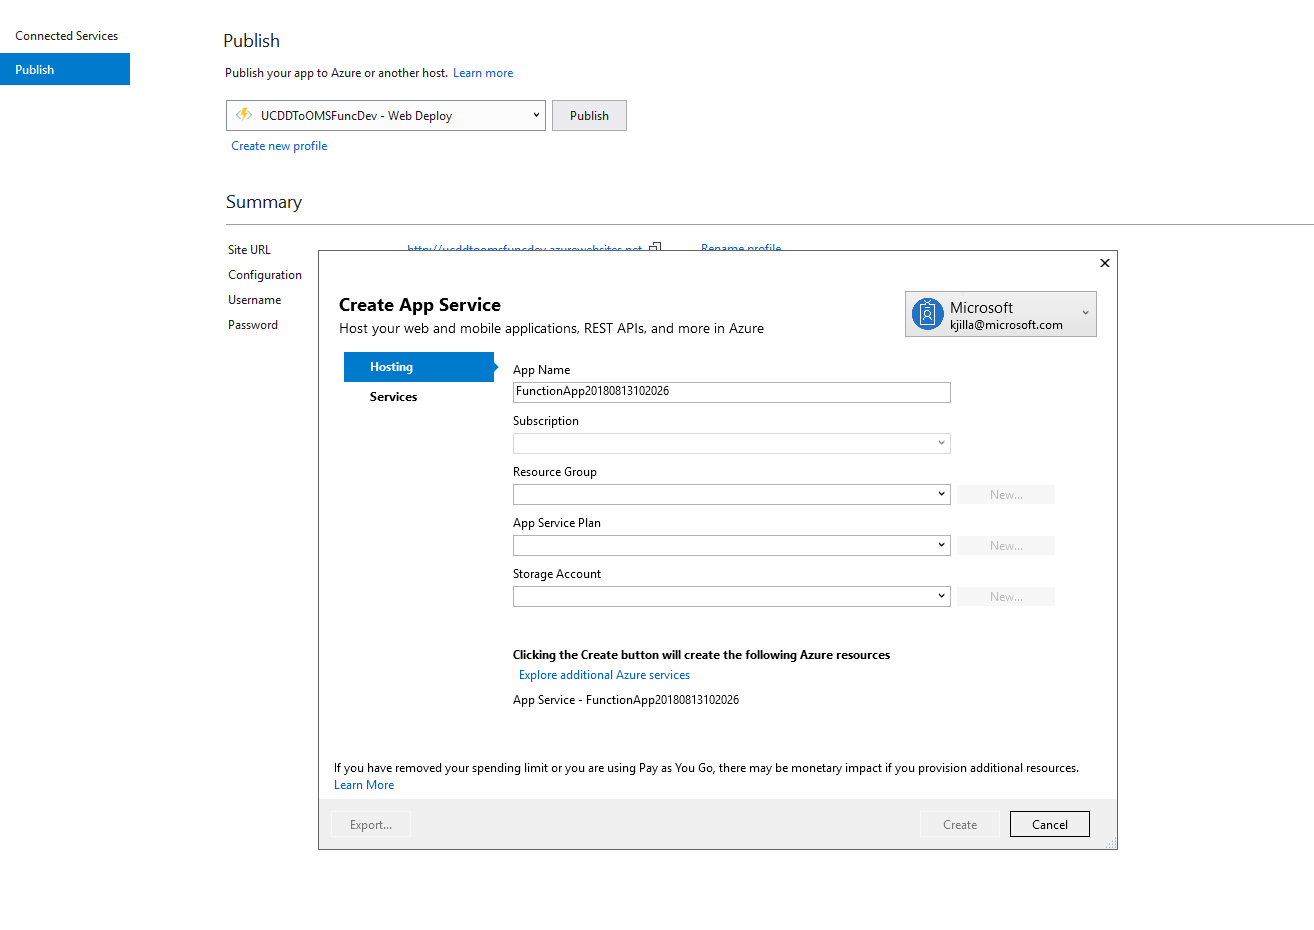 Connected Services
Publish
Publish
Publish your app to Azure or another host. Learn more
UCDDToOMSFuncDev - Web Deploy
Publish
Create new profile
Summary
Site URL
http://ucddtoomsfuncdev.azurewebsites.net
Rename profile
Configuration
Username
Password
Create App Service
Host your web and mobile applications, REST APIs, and more in Azure
Microsoft
kjilla@microsoft.com
Hosting
Services
App Name
FunctionApp20180813102026
Subscription
Resource Group
New...
App Service Plan
New...
Storage Account
New...
Clicking the Create button will create the following Azure resources
Explore additional Azure services
App Service - FunctionApp20180813102026
If you have removed your spending limit or you are using Pay as You Go, there may be monetary impact if you provision additional resources.
Learn More
Export...
Create
Cancel